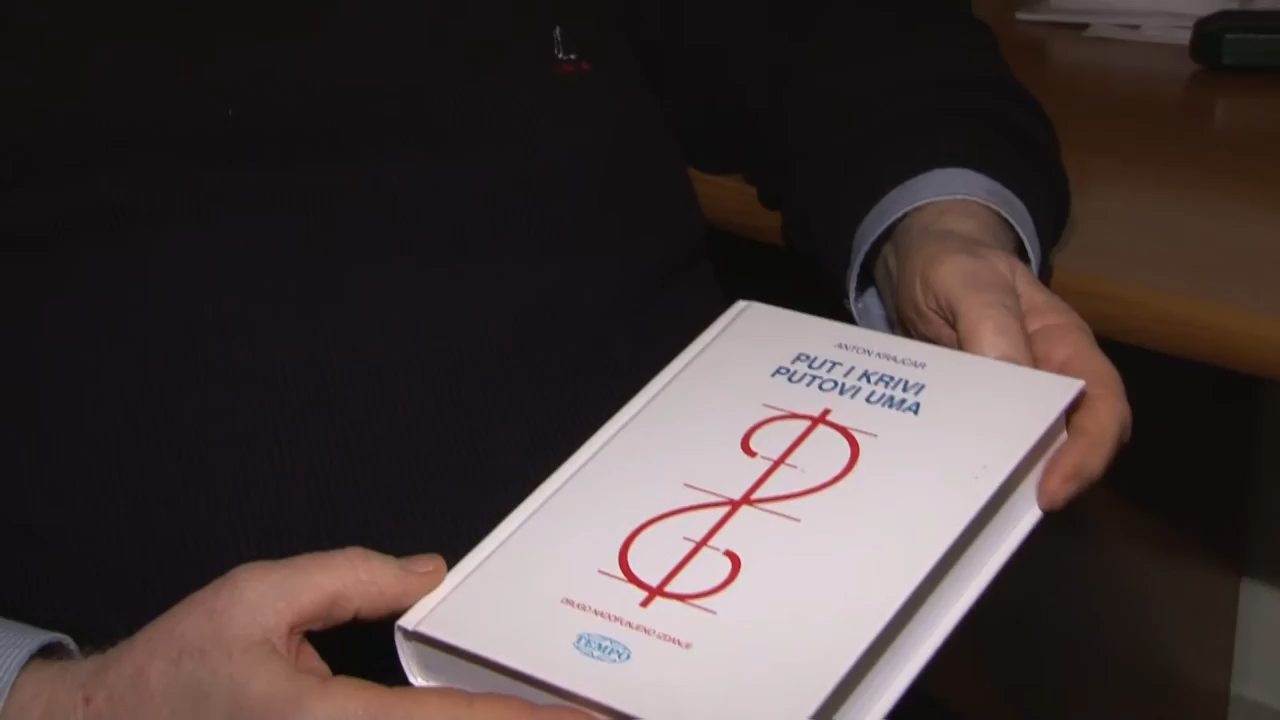 ANTON KRAJCAR
PUT I KRIVI
PUTOVI UMA
DRUGO NADOPUNJENO IZDANJE
TEMPO